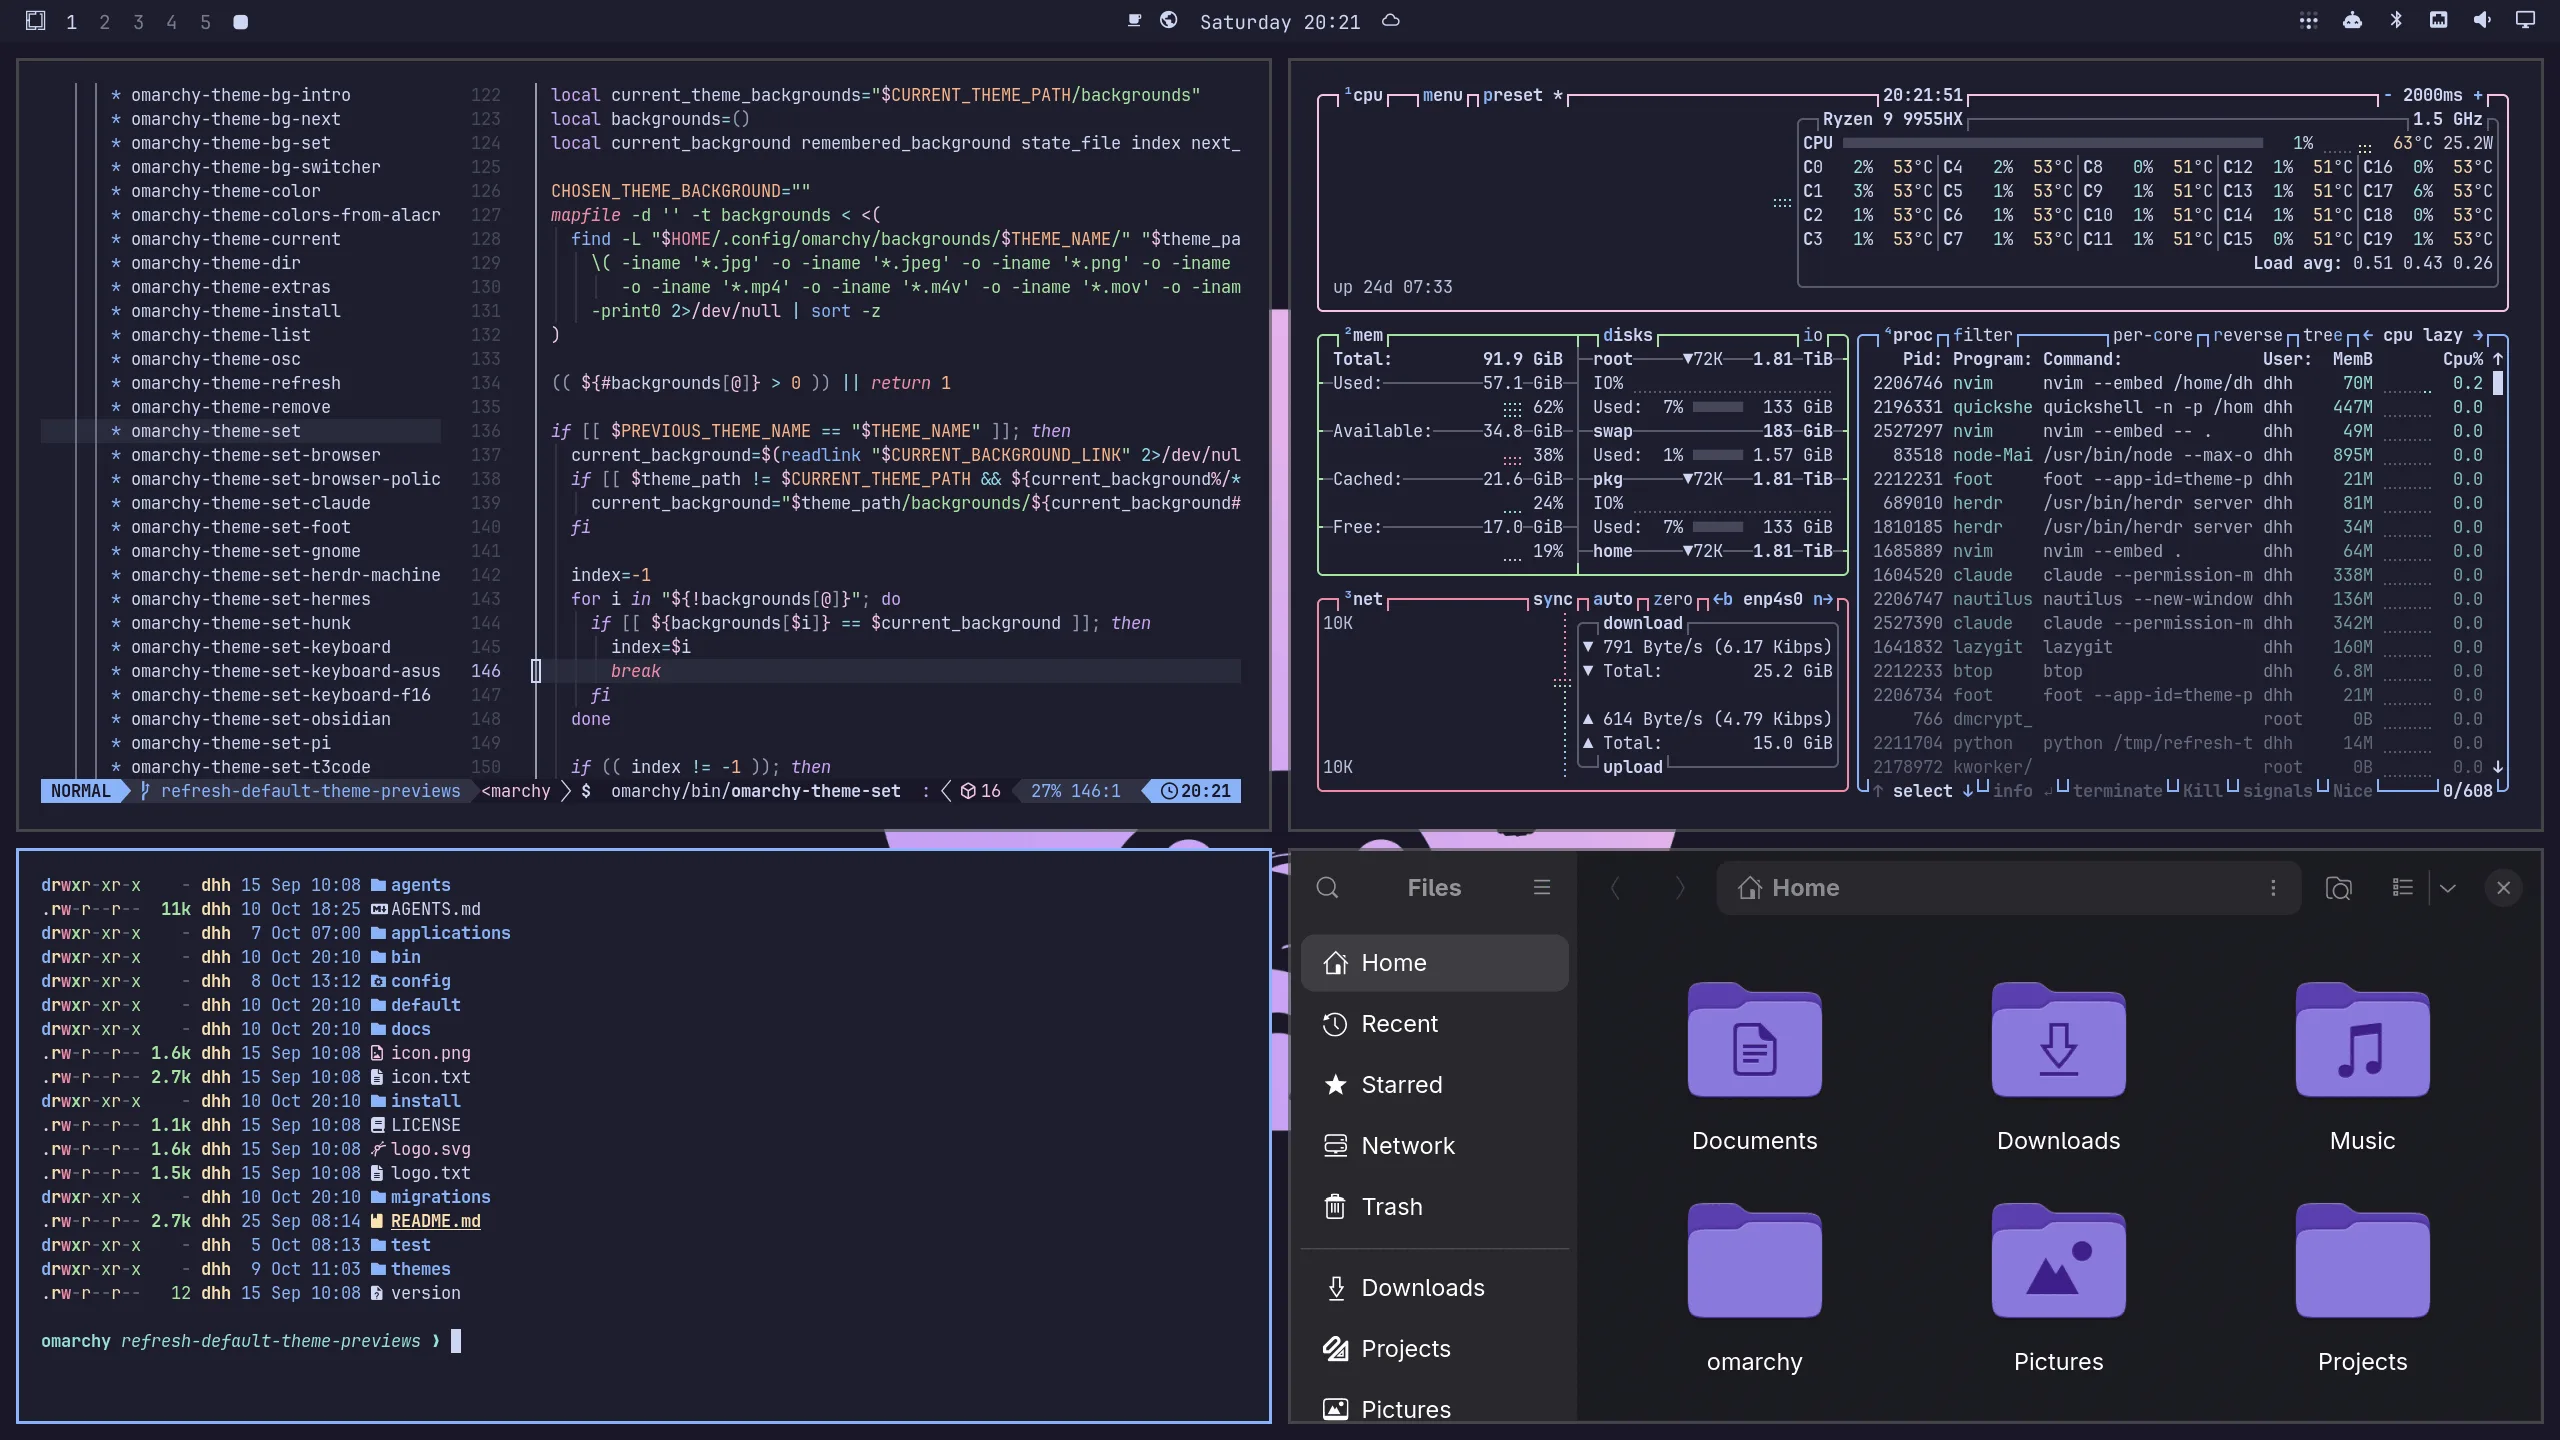 1 2 3 4 5
Saturday 20:21
* omarchy-theme-bg-intro
* omarchy-theme-bg-next
* omarchy-theme-bg-set
* omarchy-theme-bg-switcher
* omarchy-theme-color
* omarchy-theme-colors-from-alacr
* omarchy-theme-current
* omarchy-theme-dir
* omarchy-theme-extras
* omarchy-theme-install
* omarchy-theme-list
* omarchy-theme-osc
* omarchy-theme-refresh
* omarchy-theme-remove
* omarchy-theme-set
* omarchy-theme-set-browser
* omarchy-theme-set-browser-polic
* omarchy-theme-set-claude
* omarchy-theme-set-foot
* omarchy-theme-set-gnome
* omarchy-theme-set-herdr-machine
* omarchy-theme-set-hermes
* omarchy-theme-set-hunk
* omarchy-theme-set-keyboard
* omarchy-theme-set-keyboard-asus
* omarchy-theme-set-keyboard-f16
* omarchy-theme-set-obsidian
* omarchy-theme-set-pi
* omarchy-theme-set-t3code
122 local current_theme_backgrounds="$CURRENT_THEME_PATH/backgrounds"
123 local backgrounds=()
124 local current_background remembered_background state_file index next_
125
126 CHOSEN_THEME_BACKGROUND=""
127 mapfile -d '' -t backgrounds < <(
128 find -L "$HOME/.config/omarchy/backgrounds/$THEME_NAME/" "$theme_pa
129 \( -iname '*.jpg' -o -iname '*.jpeg' -o -iname '*.png' -o -iname
130 -o -iname '*.mp4' -o -iname '*.m4v' -o -iname '*.mov' -o -inam
131 -print0 2>/dev/null | sort -z
132 )
133
134 (( ${#backgrounds[@]} > 0 )) || return 1
135
136 if [[ $PREVIOUS_THEME_NAME == "$THEME_NAME" ]]; then
137 current_background=$(readlink "$CURRENT_BACKGROUND_LINK" 2>/dev/nul
138 if [[ $theme_path != $CURRENT_THEME_PATH && ${current_background%/*
139 current_background="$theme_path/backgrounds/${current_background#
140 fi
141
142 index=-1
143 for i in "${!backgrounds[@]}"; do
144 if [[ ${backgrounds[$i]} == $current_background ]]; then
145 index=$i
146 break
147 fi
148 done
149
150 if (( index != -1 )); then
NORMAL refresh-default-theme-previews <marchy $ omarchy/bin/omarchy-theme-set : 16 27% 146:1 20:21
¹cpu menu preset * 20:21:51 - 2000ms +
Ryzen 9 9955HX 1.5 GHz
CPU 1% 63°C 25.2W
C0 2% 53°C C4 2% 53°C C8 0% 51°C C12 1% 51°C C16 0% 53°C
C1 3% 53°C C5 1% 53°C C9 1% 51°C C13 1% 51°C C17 6% 53°C
C2 1% 53°C C6 1% 53°C C10 1% 51°C C14 1% 51°C C18 0% 53°C
C3 1% 53°C C7 1% 53°C C11 1% 51°C C15 0% 51°C C19 1% 53°C
Load avg: 0.51 0.43 0.26
up 24d 07:33
²mem disks io
Total: 91.9 GiB root ▼72K 1.81 TiB
Used: 57.1 GiB IO%
62% Used: 7% 133 GiB
Available: 34.8 GiB swap 183 GiB
38% Used: 1% 1.57 GiB
Cached: 21.6 GiB pkg ▼72K 1.81 TiB
24% IO%
Free: 17.0 GiB Used: 7% 133 GiB
19% home ▼72K 1.81 TiB
³net sync auto zero ←b enp4s0 n→
10K download
▼ 791 Byte/s (6.17 Kibps)
▼ Total: 25.2 GiB
▲ 614 Byte/s (4.79 Kibps)
▲ Total: 15.0 GiB
10K upload
⁴proc filter per-core reverse tree ← cpu lazy →
Pid: Program: Command: User: MemB Cpu% ↑
2206746 nvim nvim --embed /home/dh dhh 70M 0.2
2196331 quickshe quickshell -n -p /hom dhh 447M 0.0
2527297 nvim nvim --embed -- . dhh 49M 0.0
83518 node-Mai /usr/bin/node --max-o dhh 895M 0.0
2212231 foot foot --app-id=theme-p dhh 21M 0.0
689010 herdr /usr/bin/herdr server dhh 81M 0.0
1810185 herdr /usr/bin/herdr server dhh 34M 0.0
1685889 nvim nvim --embed . dhh 64M 0.0
1604520 claude claude --permission-m dhh 338M 0.0
2206747 nautilus nautilus --new-window dhh 136M 0.0
2527390 claude claude --permission-m dhh 342M 0.0
1641832 lazygit lazygit dhh 160M 0.0
2212233 btop btop dhh 6.8M 0.0
2206734 foot foot --app-id=theme-p dhh 21M 0.0
766 dmcrypt_ root 0B 0.0
2211704 python python /tmp/refresh-t dhh 14M 0.0
2178972 kworker/ root 0B 0.0 ↓
↑ select ↓ info ↵ terminate Kill signals Nice 0/608
drwxr-xr-x - dhh 15 Sep 10:08 agents
.rw-r--r-- 11k dhh 10 Oct 18:25 AGENTS.md
drwxr-xr-x - dhh 7 Oct 07:00 applications
drwxr-xr-x - dhh 10 Oct 20:10 bin
drwxr-xr-x - dhh 8 Oct 13:12 config
drwxr-xr-x - dhh 10 Oct 20:10 default
drwxr-xr-x - dhh 10 Oct 20:10 docs
.rw-r--r-- 1.6k dhh 15 Sep 10:08 icon.png
.rw-r--r-- 2.7k dhh 15 Sep 10:08 icon.txt
drwxr-xr-x - dhh 10 Oct 20:10 install
.rw-r--r-- 1.1k dhh 15 Sep 10:08 LICENSE
.rw-r--r-- 1.6k dhh 15 Sep 10:08 logo.svg
.rw-r--r-- 1.5k dhh 15 Sep 10:08 logo.txt
drwxr-xr-x - dhh 10 Oct 20:10 migrations
.rw-r--r-- 2.7k dhh 25 Sep 08:14 README.md
drwxr-xr-x - dhh 5 Oct 08:13 test
drwxr-xr-x - dhh 9 Oct 11:03 themes
.rw-r--r-- 12 dhh 15 Sep 10:08 version
omarchy refresh-default-theme-previews ❯
Files
Home
Recent
Starred
Network
Trash
Downloads
Projects
Pictures
Home
Documents Downloads Music
omarchy Pictures Projects